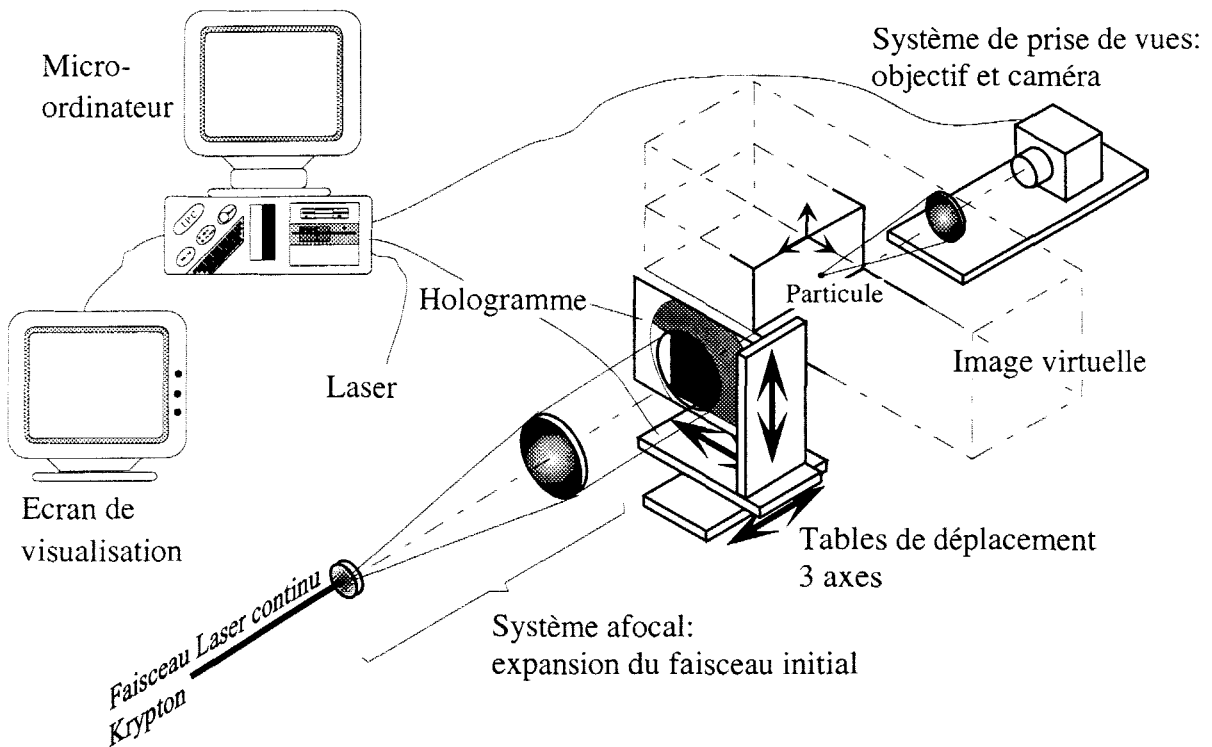 Système de prise de vues:
objectif et caméra
Micro-
ordinateur
Hologramme
Particule
Image virtuelle
Laser
Ecran de
visualisation
Tables de déplacement
3 axes
Système afocal:
expansion du faisceau initial
Faisceau Laser continu
Krypton